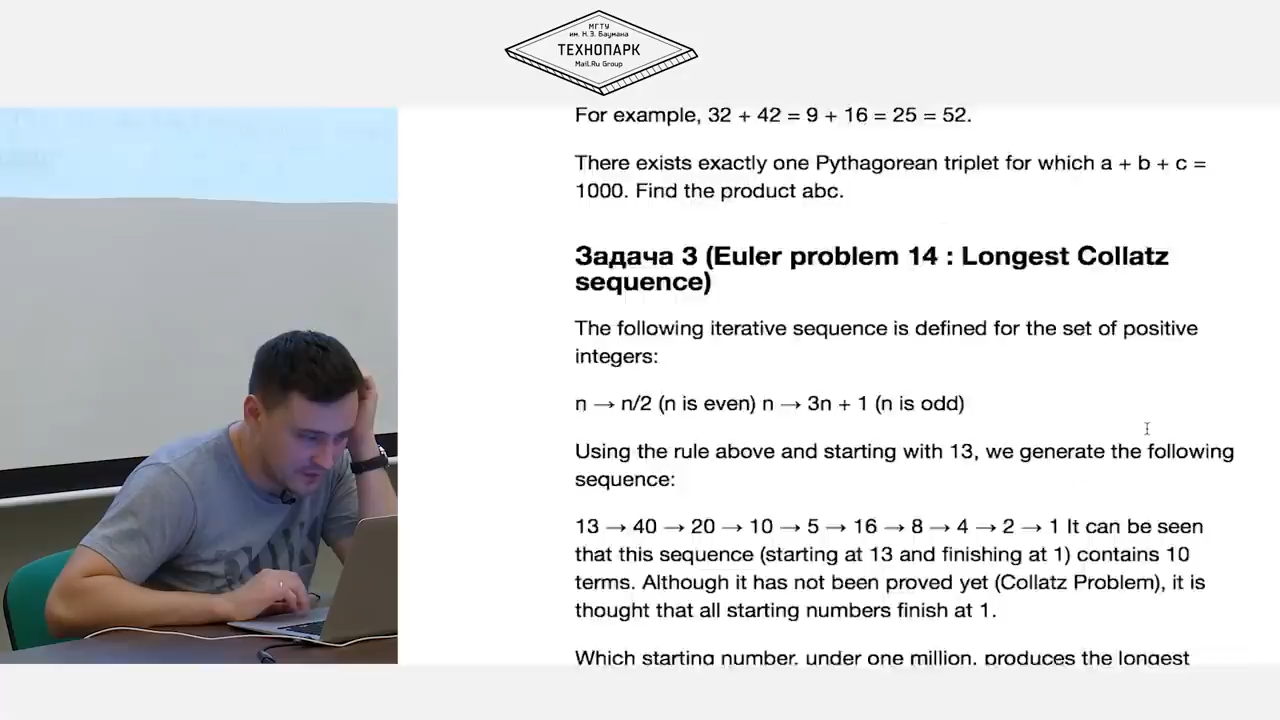 МГТУ
им. Н.Э. Баумана
ТЕХНОПАРК
Mail.Ru Group
For example, 32 + 42 = 9 + 16 = 25 = 52.
There exists exactly one Pythagorean triplet for which a + b + c =
1000. Find the product abc.
Задача 3 (Euler problem 14 : Longest Collatz
sequence)
The following iterative sequence is defined for the set of positive
integers:
n → n/2 (n is even) n → 3n + 1 (n is odd)
Using the rule above and starting with 13, we generate the following
sequence:
13 → 40 → 20 → 10 → 5 → 16 → 8 → 4 → 2 → 1 It can be seen
that this sequence (starting at 13 and finishing at 1) contains 10
terms. Although it has not been proved yet (Collatz Problem), it is
thought that all starting numbers finish at 1.
Which starting number, under one million, produces the longest